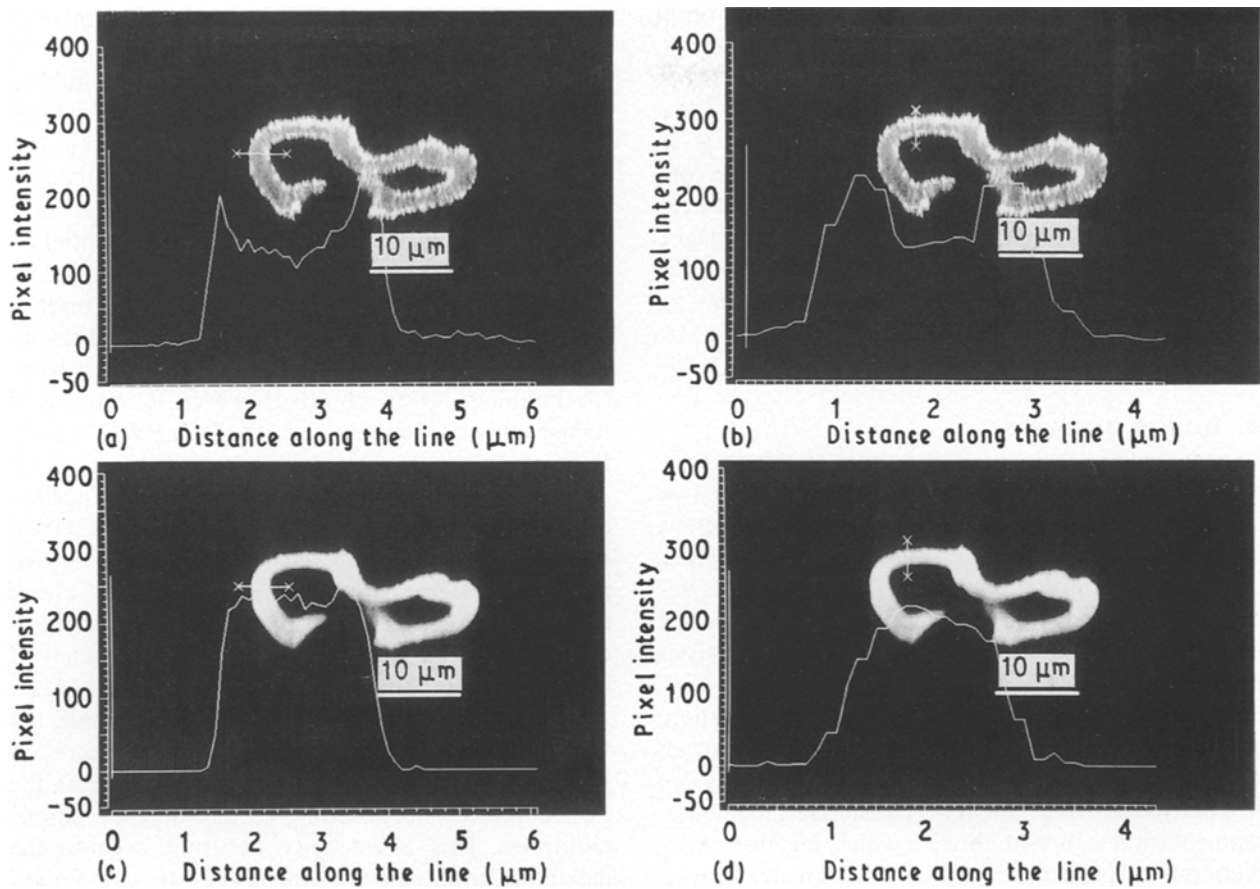 400
300
200
100
0
-50
Pixel intensity
10 μm
0 1 2 3 4 5 6
(a) Distance along the line (μm)
400
300
200
100
0
-50
Pixel intensity
10 μm
0 1 2 3 4
(b) Distance along the line (μm)
400
300
200
100
0
-50
Pixel intensity
10 μm
0 1 2 3 4 5 6
(c) Distance along the line (μm)
400
300
200
100
0
-50
Pixel intensity
10 μm
0 1 2 3 4
(d) Distance along the line (μm)